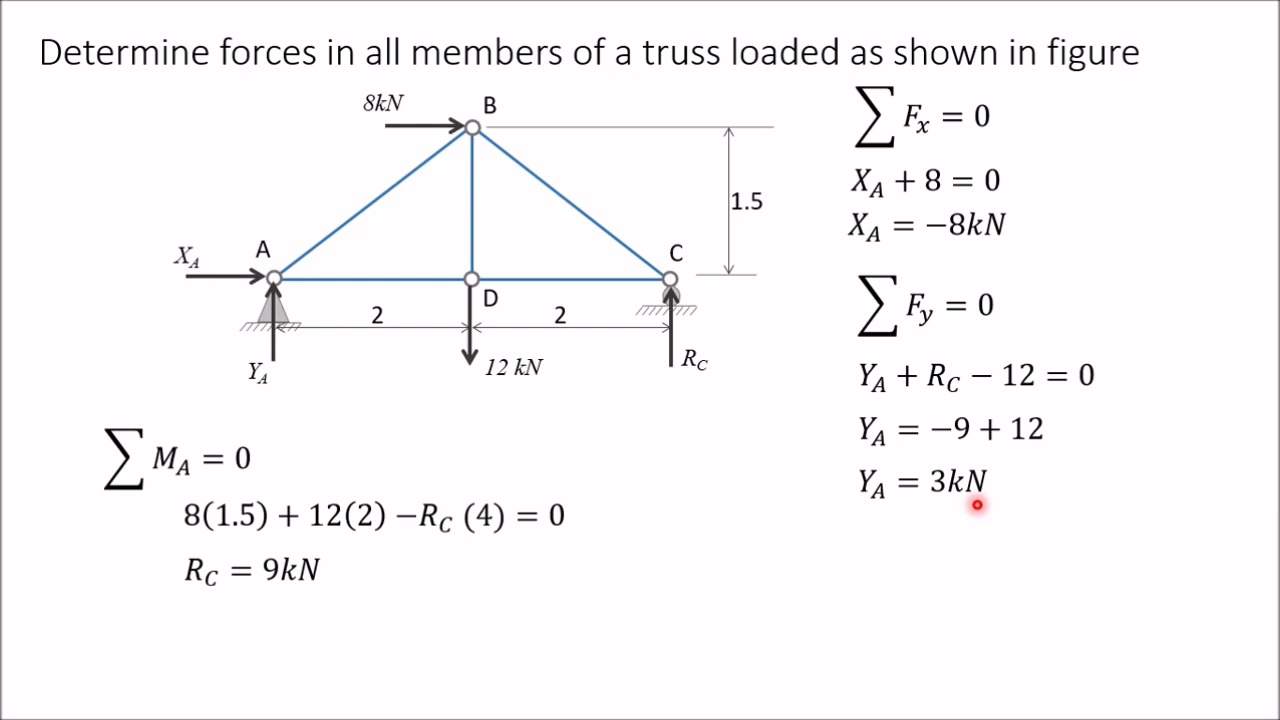 Determine forces in all members of a truss loaded as shown in figure
8kN
B
1.5
A
C
X_A
D
2
2
Y_A
12 kN
R_C
∑ M_A = 0
8(1.5) + 12(2) −R_C (4) = 0
R_C = 9kN
∑ F_x = 0
X_A + 8 = 0
X_A = −8kN
∑ F_y = 0
Y_A + R_C − 12 = 0
Y_A = −9 + 12
Y_A = 3kN